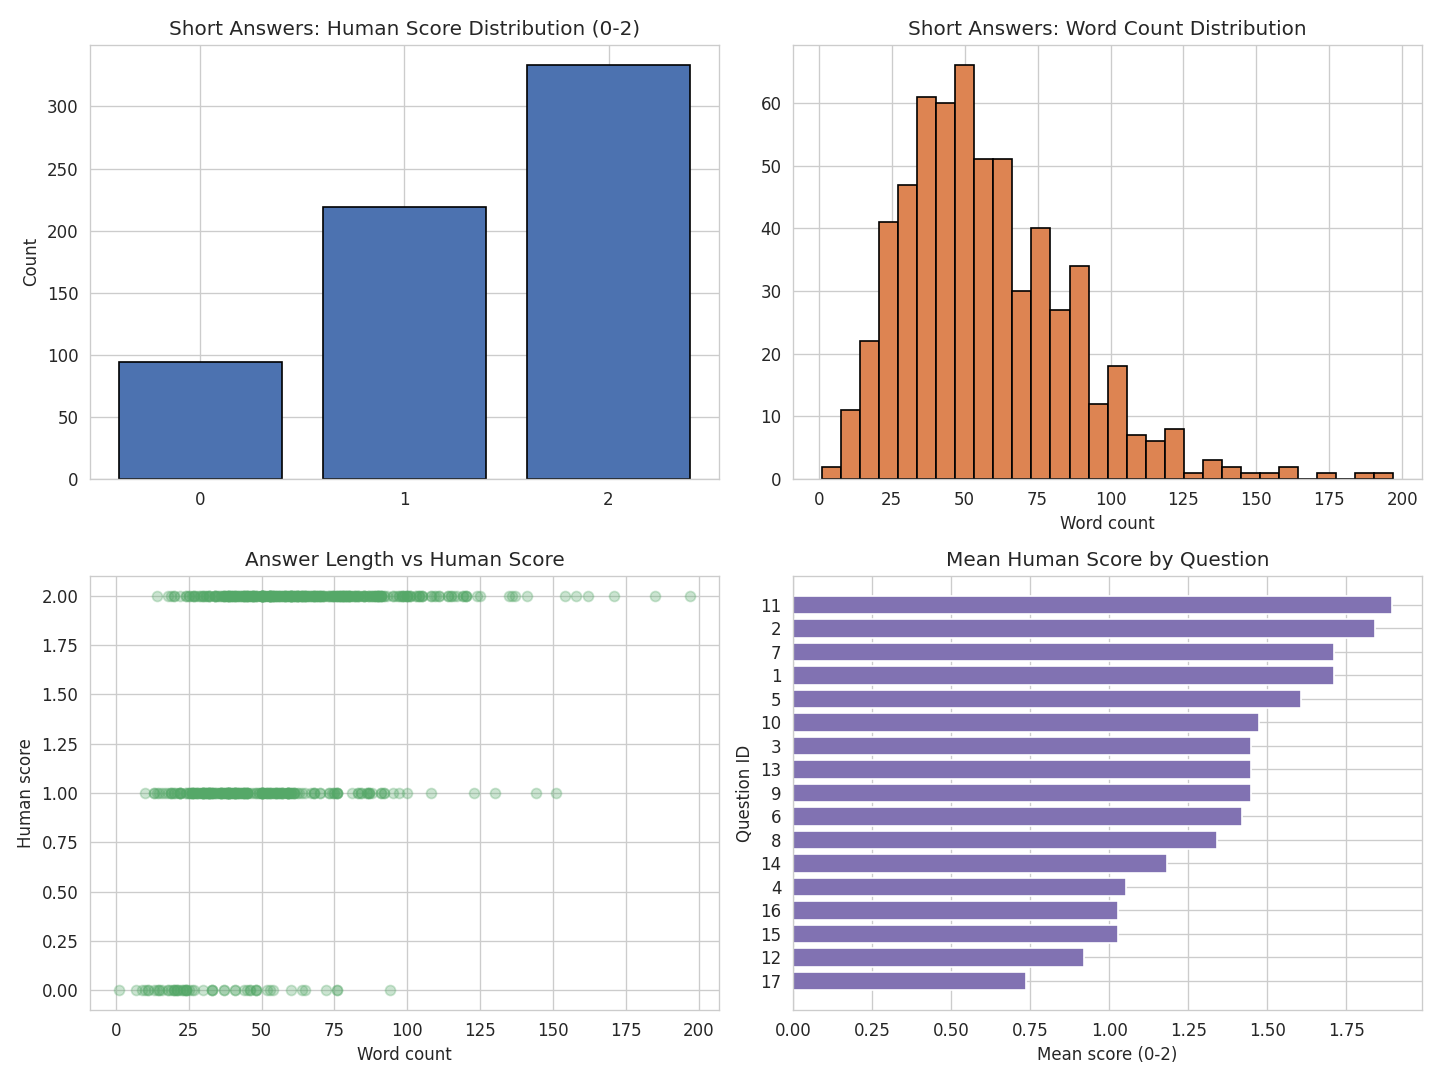 Short Answers: Human Score Distribution (0-2)
Count
300
250
200
150
100
50
0
0 1 2
Short Answers: Word Count Distribution
60
50
40
30
20
10
0
0 25 50 75 100 125 150 175 200
Word count
Answer Length vs Human Score
Human score
2.00
1.75
1.50
1.25
1.00
0.75
0.50
0.25
0.00
0 25 50 75 100 125 150 175 200
Word count
Mean Human Score by Question
Question ID
11
2
7
1
5
10
3
13
9
6
8
14
4
16
15
12
17
0.00 0.25 0.50 0.75 1.00 1.25 1.50 1.75
Mean score (0-2)